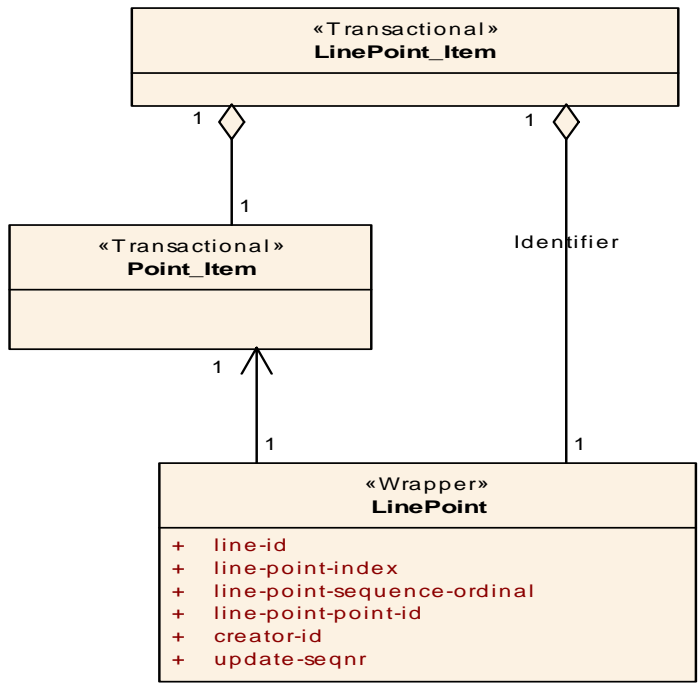 «Transactional»
LinePoint_Item
1
1
1
«Transactional»
Point_Item
Identifier
1
1
1
«Wrapper»
LinePoint
+ line-id
+ line-point-index
+ line-point-sequence-ordinal
+ line-point-point-id
+ creator-id
+ update-seqnr